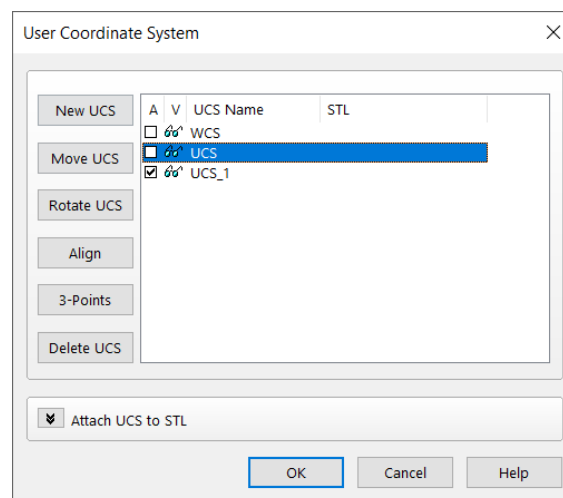 User Coordinate System
New UCS
A V UCS Name STL
WCS
Move UCS
UCS
UCS_1
Rotate UCS
Align
3-Points
Delete UCS
Attach UCS to STL
OK Cancel Help